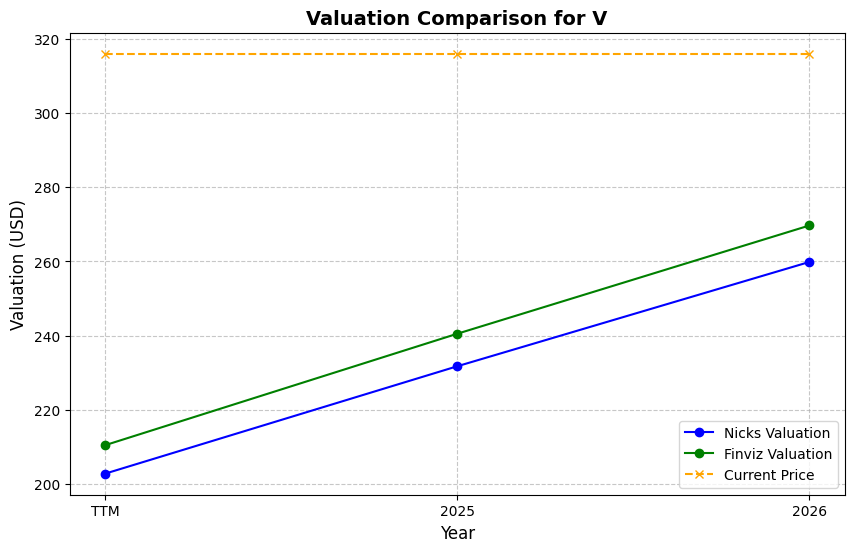 Valuation Comparison for V
Valuation (USD)
320
300
280
260
240
220
200
TTM
2025
2026
Year
Nicks Valuation
Finviz Valuation
Current Price